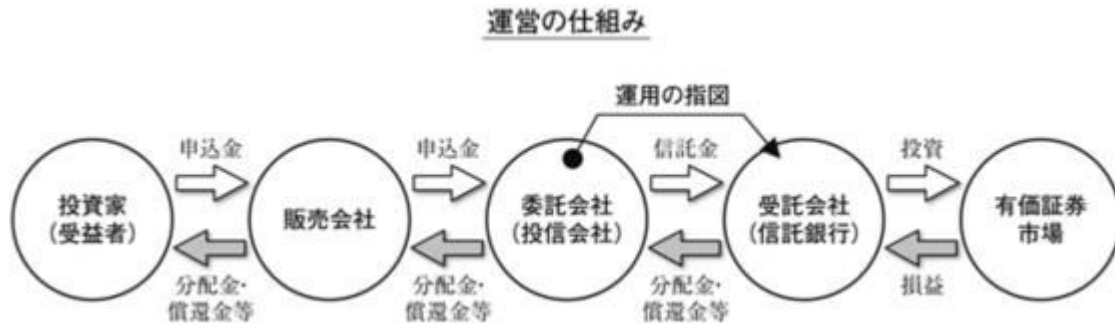 運営の仕組み
運用の指図
申込金
申込金
信託金
投資
投資家
(受益者)
販売会社
委託会社
(投信会社)
受託会社
(信託銀行)
有価証券
市場
分配金・
償還金等
分配金・
償還金等
分配金・
償還金等
損益